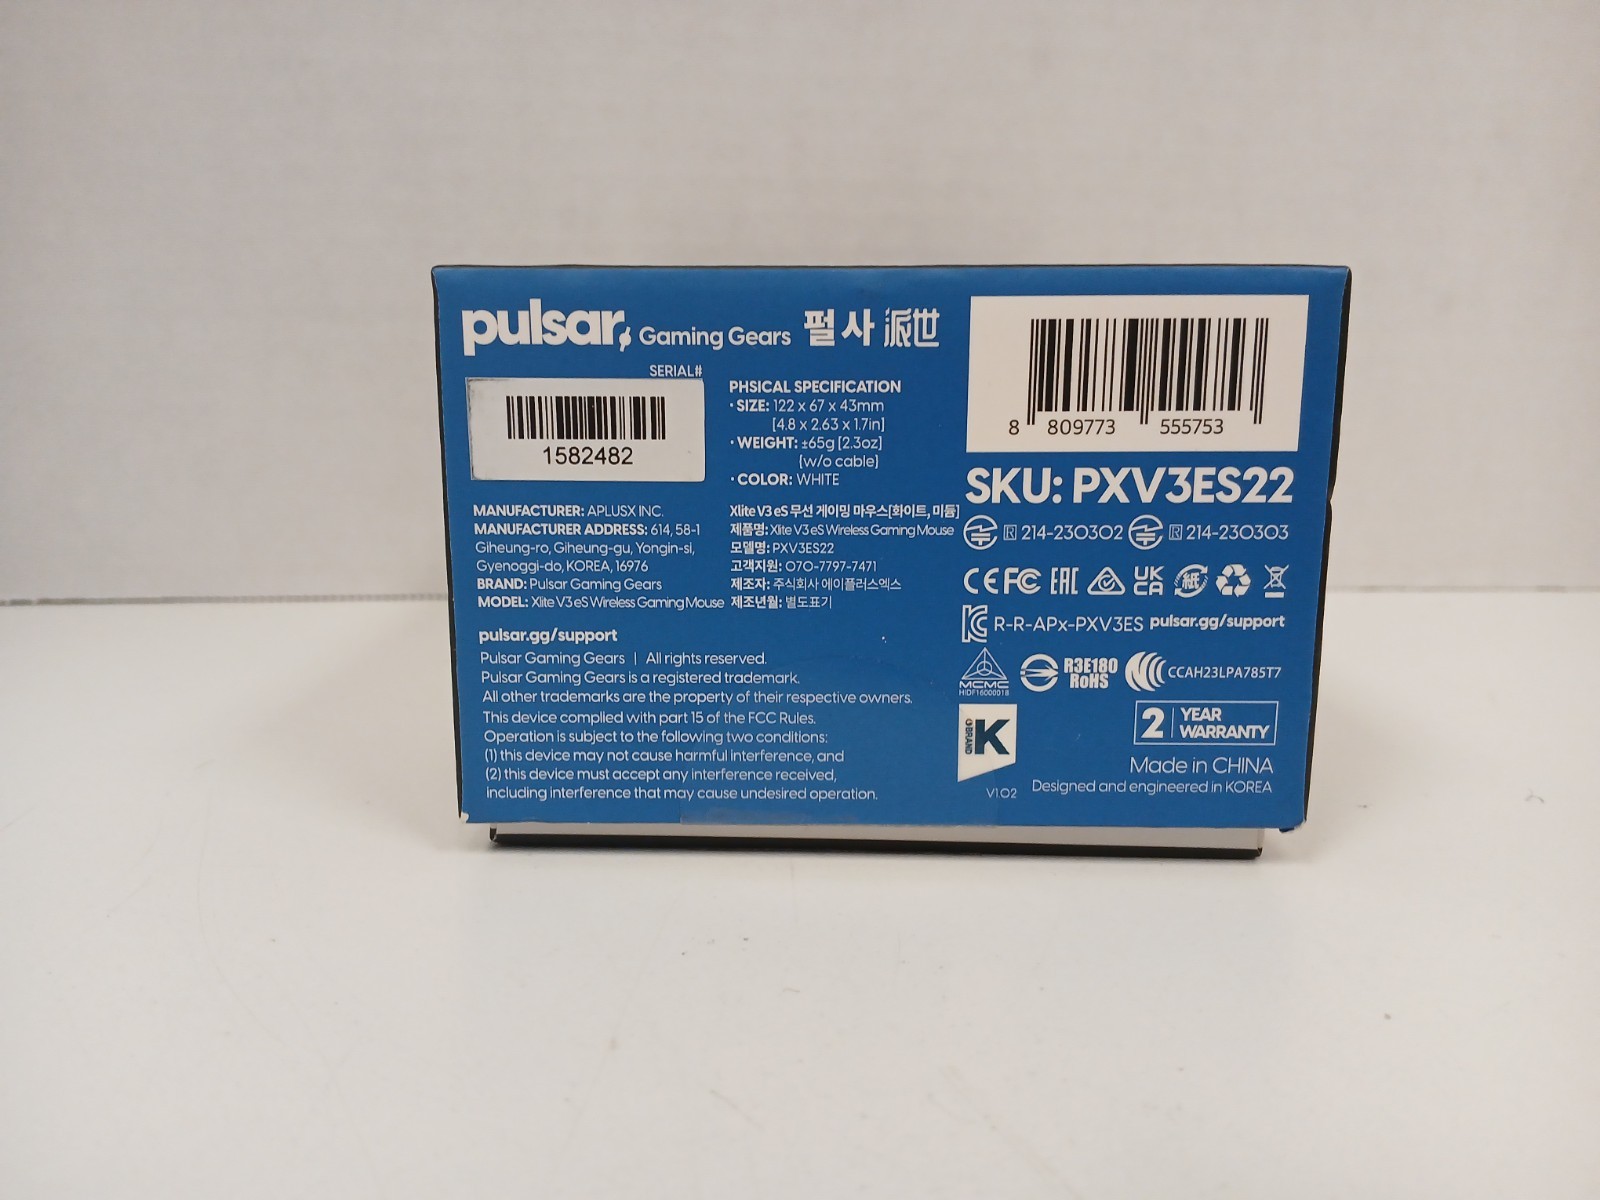 pulsar Gaming Gears 펄사 派世
SERIAL#
1582482
PHSICAL SPECIFICATION
· SIZE: 122 x 67 x 43mm
[4.8 x 2.63 x 1.7in]
· WEIGHT: ±65g [2.3oz]
[w/o cable]
· COLOR: WHITE
MANUFACTURER: APLUSX INC.
MANUFACTURER ADDRESS: 614, 58-1
Giheung-ro, Giheung-gu, Yongin-si,
Gyenoggi-do, KOREA, 16976
BRAND: Pulsar Gaming Gears
MODEL: Xlite V3 eS Wireless Gaming Mouse
Xlite V3 eS 무선 게이밍 마우스[화이트, 미듐]
제품명: Xlite V3 eS Wireless Gaming Mouse
모델명: PXV3ES22
고객지원: 070-7797-7471
제조자: 주식회사 에이플러스엑스
제조년월: 별도표기
pulsar.gg/support
Pulsar Gaming Gears | All rights reserved.
Pulsar Gaming Gears is a registered trademark.
All other trademarks are the property of their respective owners.
This device complied with part 15 of the FCC Rules.
Operation is subject to the following two conditions:
(1) this device may not cause harmful interference, and
(2) this device must accept any interference received,
including interference that may cause undesired operation.
8 809773 555753
SKU: PXV3ES22
R 214-230302 R 214-230303
CE FC EAC UK CA 紙
KC R-R-APx-PXV3ES pulsar.gg/support
MCMC
HIDF16000018
R3E180
RoHS
CCAH23LPA785T7
K
BRAND
2 YEAR
WARRANTY
Made in CHINA
V1.02 Designed and engineered in KOREA